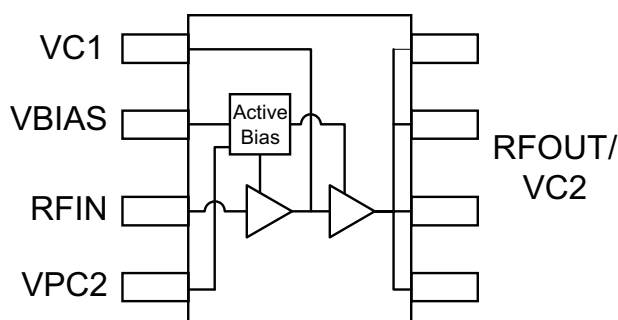 VC1
VBIAS
Active
Bias
RFIN
VPC2
RFOUT/
VC2